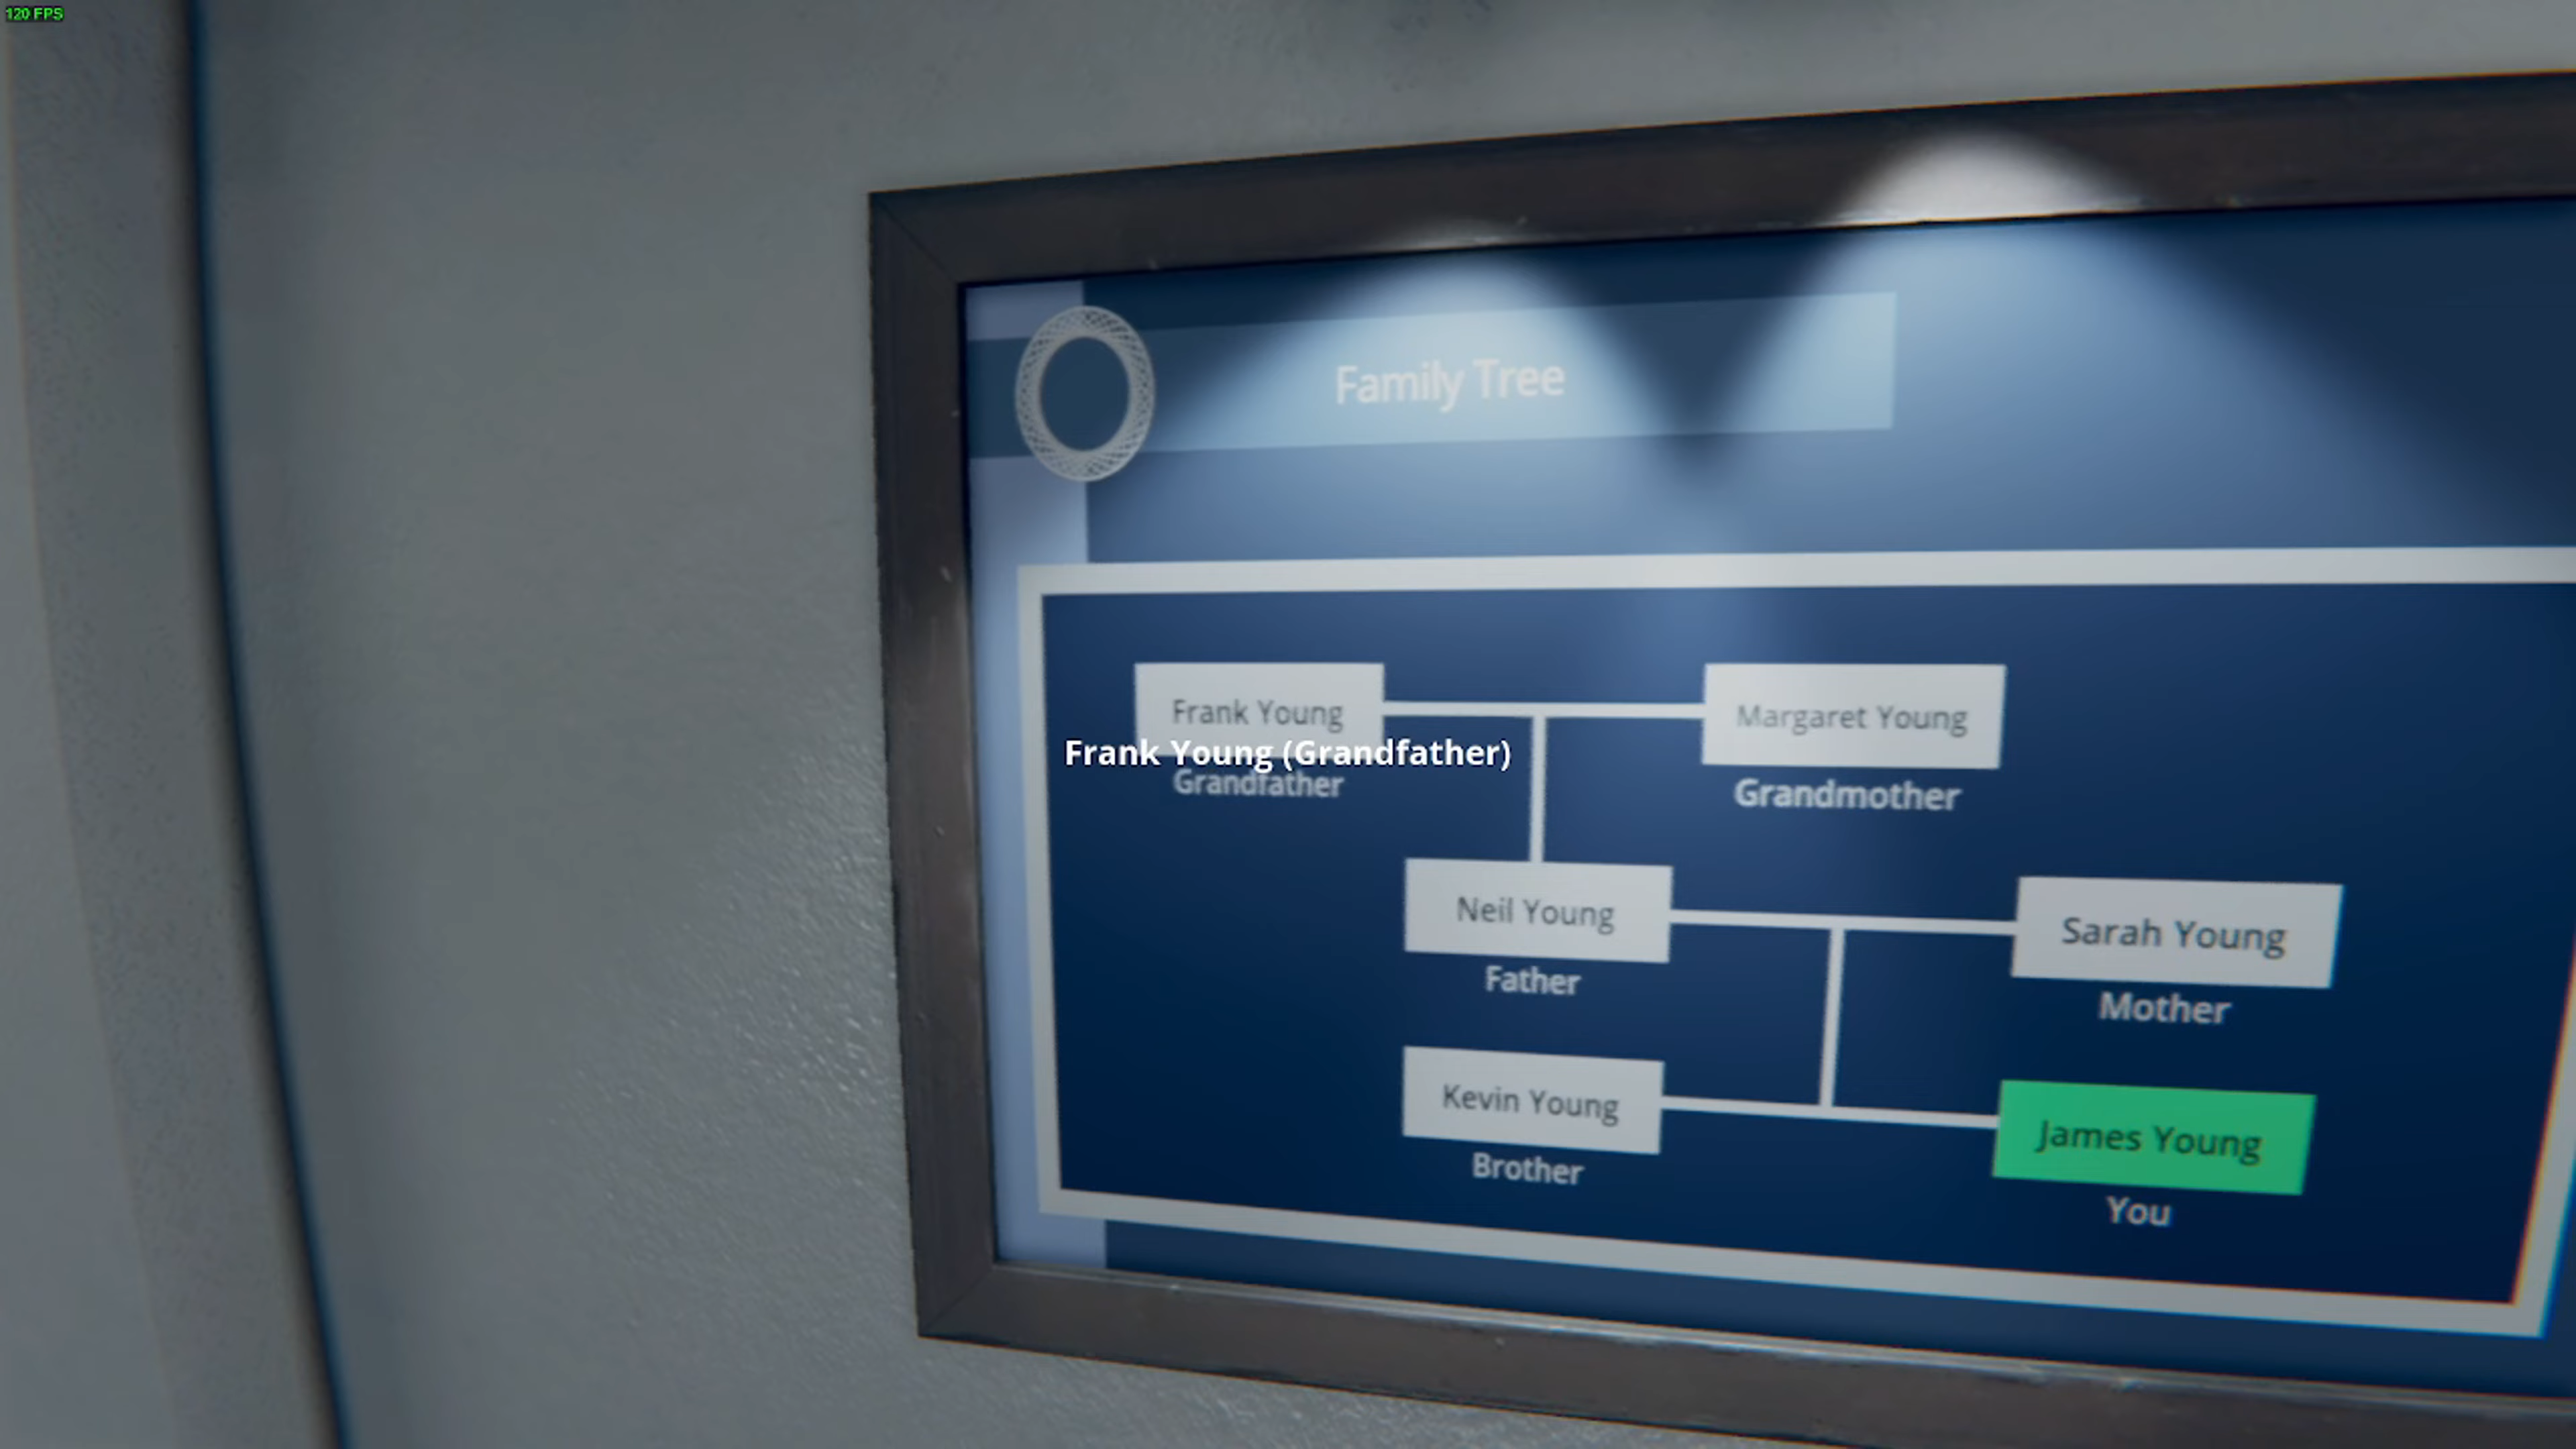 120 FPS
Family Tree
Frank Young
Margaret Young
Frank Young (Grandfather)
Grandfather
Grandmother
Neil Young
Sarah Young
Father
Mother
Kevin Young
James Young
Brother
You